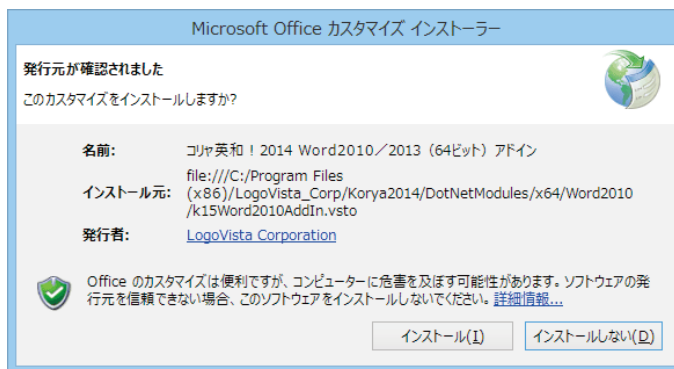 Microsoft Office カスタマイズ インストーラー
発行元が確認されました
このカスタマイズをインストールしますか?
名前: コリャ英和！2014 Word2010／2013（64ビット）アドイン
インストール元: file:///C:/Program Files
(x86)/LogoVista_Corp/Korya2014/DotNetModules/x64/Word2010
/k15Word2010AddIn.vsto
発行者: LogoVista Corporation
Office のカスタマイズは便利ですが、コンピューターに危害を及ぼす可能性があります。ソフトウェアの発
行元を信頼できない場合、このソフトウェアをインストールしないでください。詳細情報...
インストール(I) インストールしない(D)